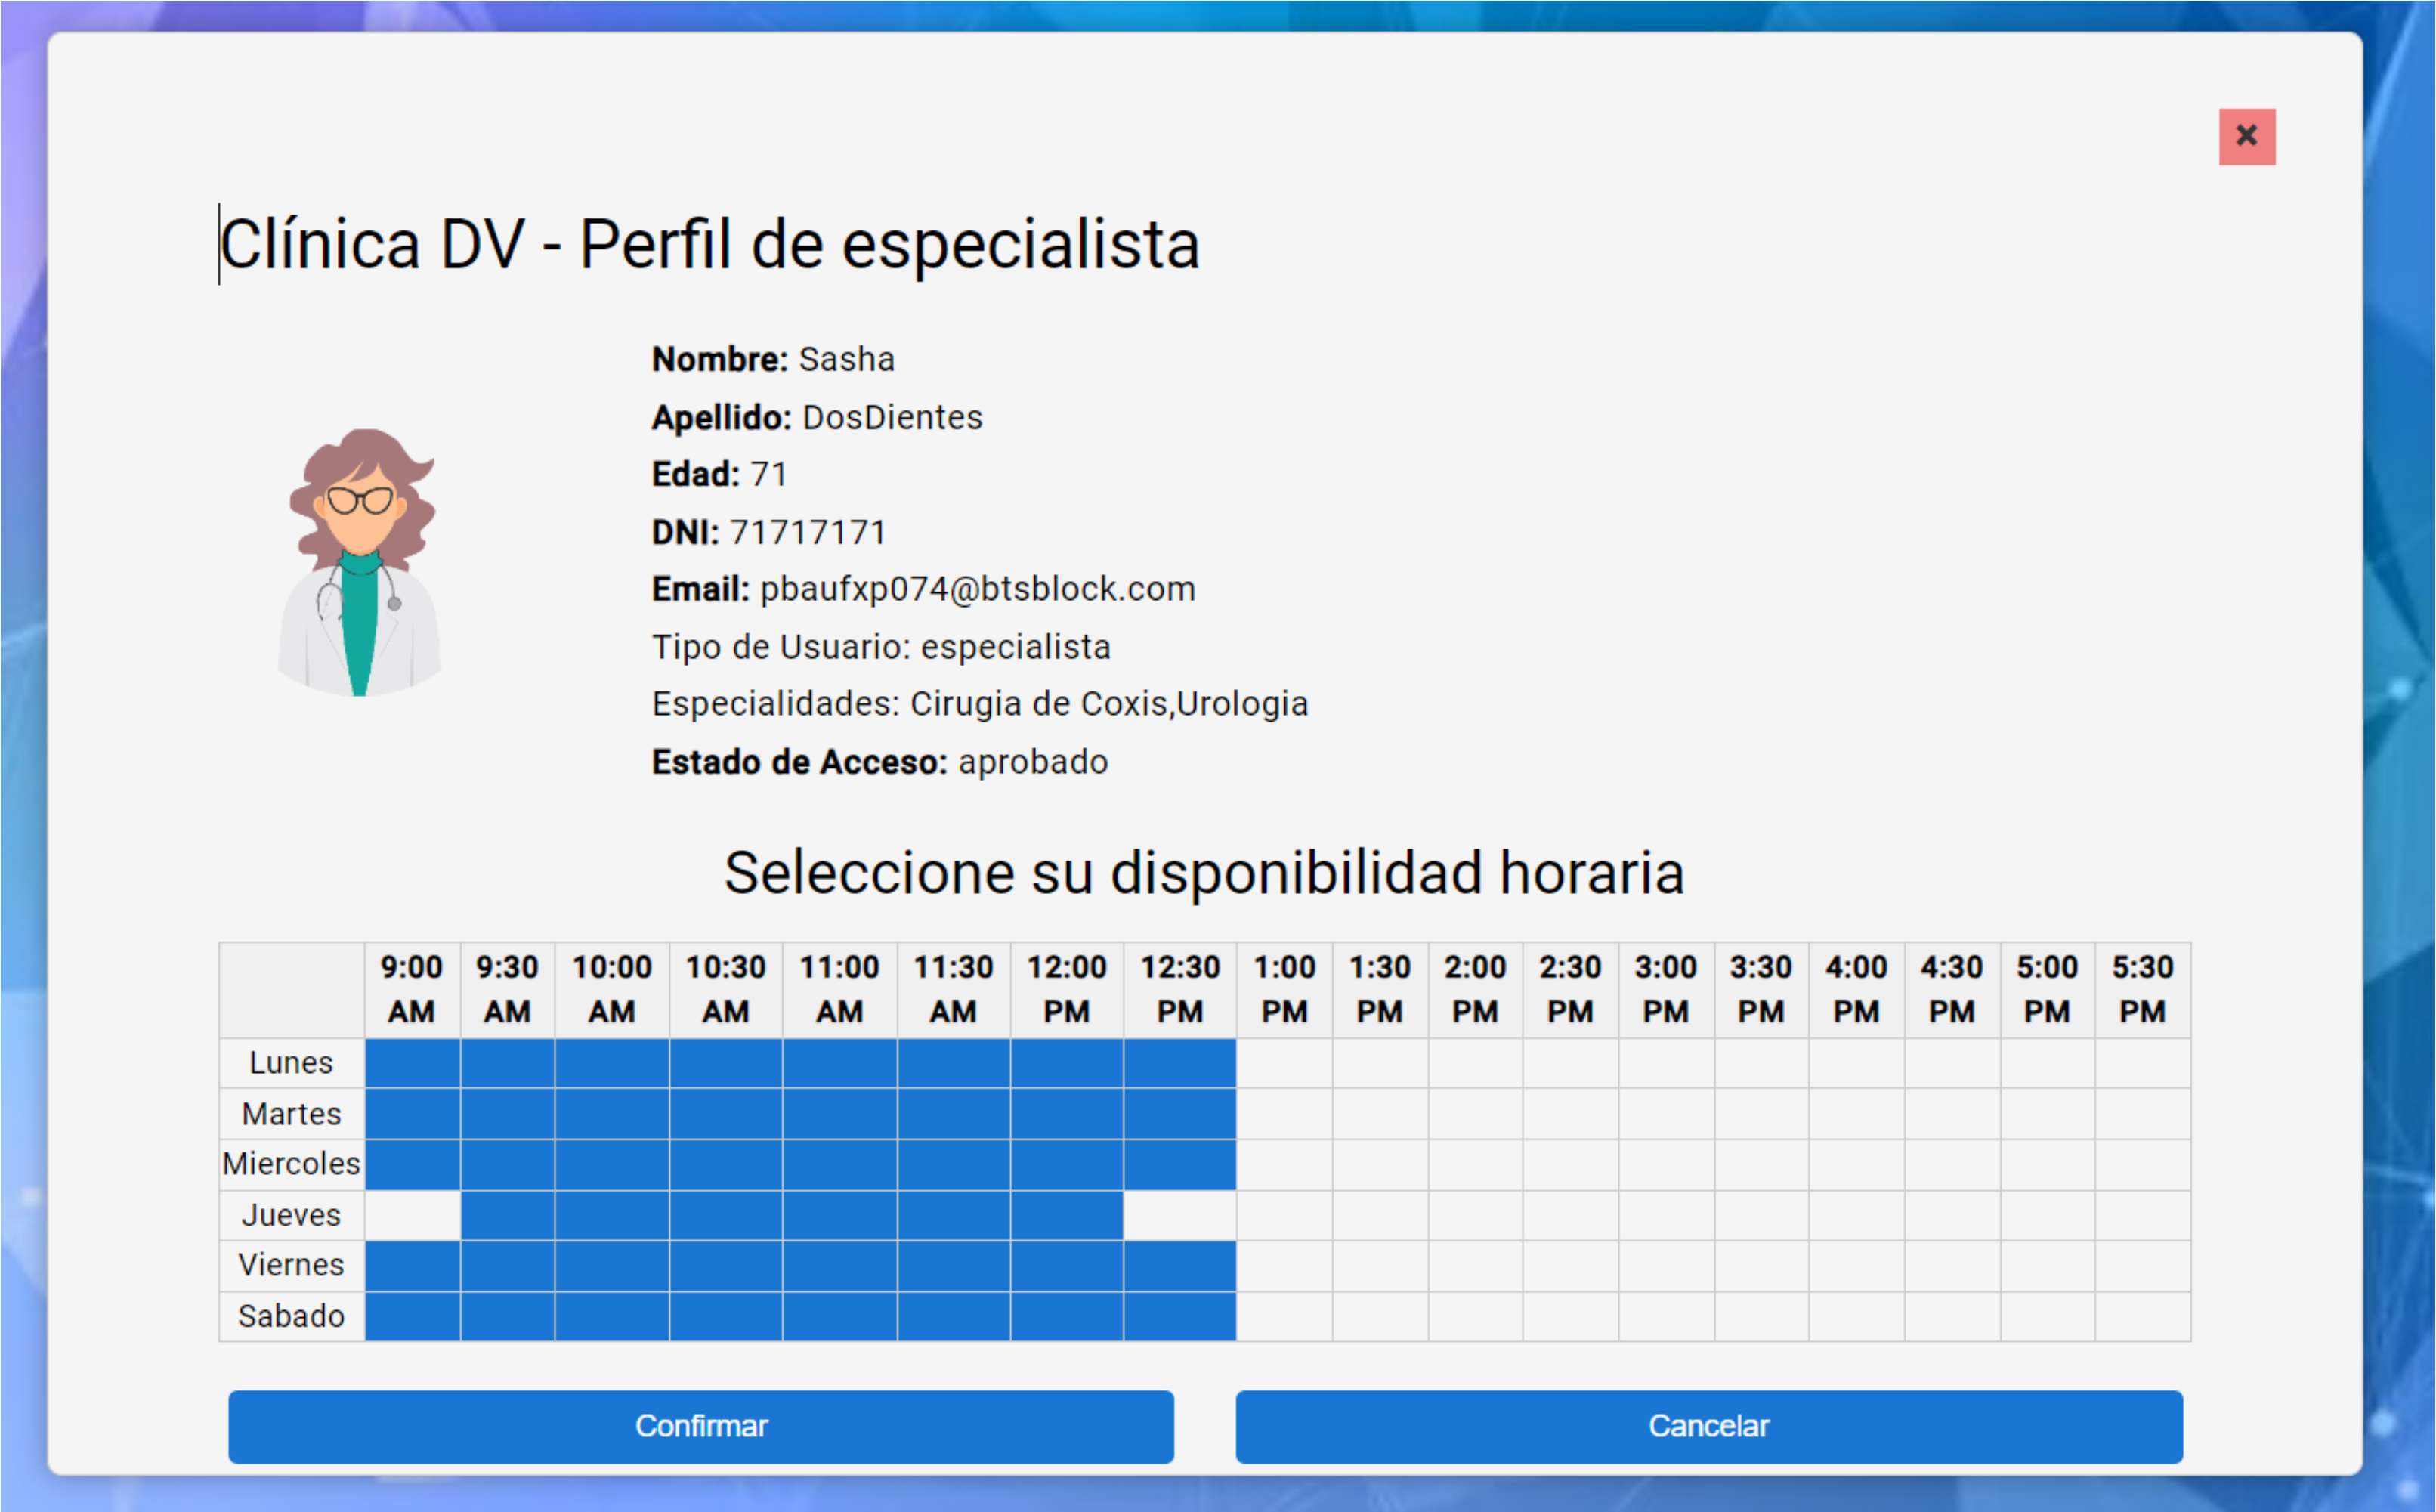 ×
Clínica DV - Perfil de especialista
Nombre: Sasha
Apellido: DosDientes
Edad: 71
DNI: 71717171
Email: pbaufxp074@btsblock.com
Tipo de Usuario: especialista
Especialidades: Cirugia de Coxis,Urologia
Estado de Acceso: aprobado
Seleccione su disponibilidad horaria
9:00 AM 9:30 AM 10:00 AM 10:30 AM 11:00 AM 11:30 AM 12:00 PM 12:30 PM 1:00 PM 1:30 PM 2:00 PM 2:30 PM 3:00 PM 3:30 PM 4:00 PM 4:30 PM 5:00 PM 5:30 PM
Lunes
Martes
Miercoles
Jueves
Viernes
Sabado
Confirmar Cancelar